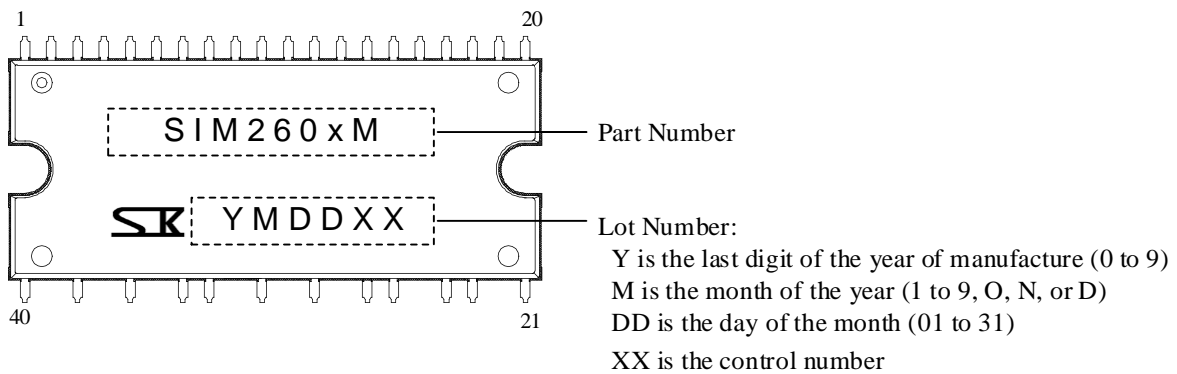 1 20
SIM260xM
Part Number
SK YMDDXX
Lot Number:
Y is the last digit of the year of manufacture (0 to 9)
M is the month of the year (1 to 9, O, N, or D)
DD is the day of the month (01 to 31)
XX is the control number
40 21